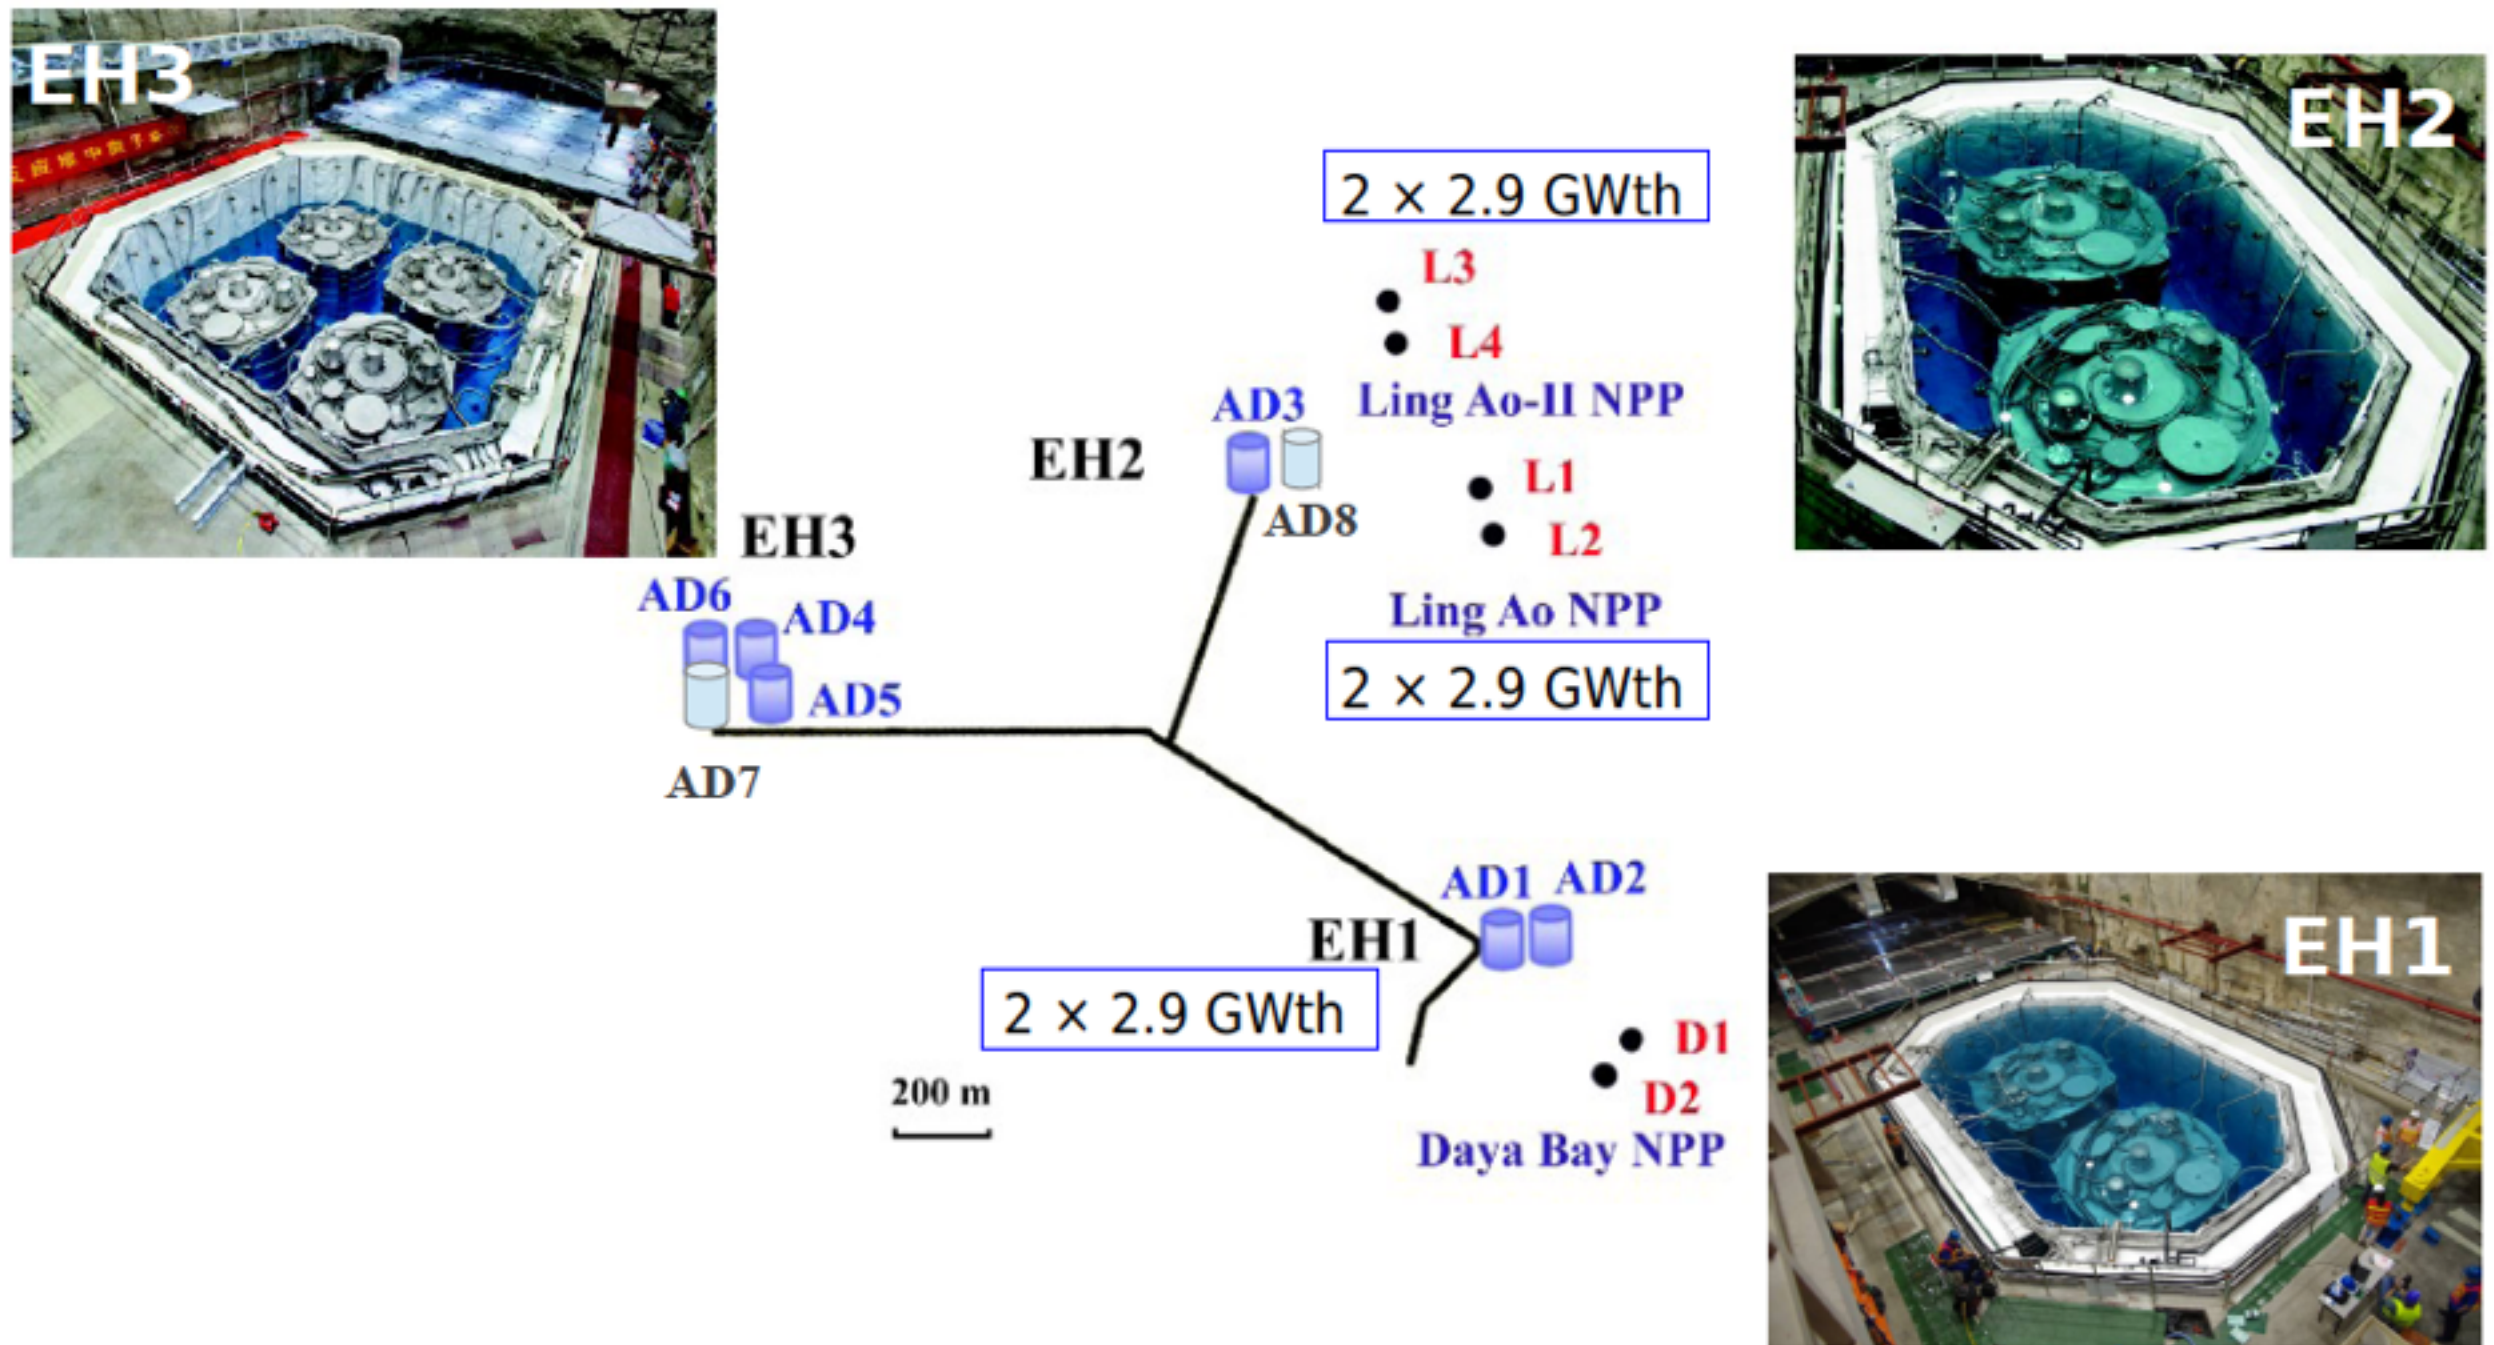 EH3
EH2
2 × 2.9 GWth
L3
L4
AD3
Ling Ao-II NPP
EH2
L1
AD8
EH3
L2
AD6
AD4
Ling Ao NPP
2 × 2.9 GWth
AD5
AD7
AD1 AD2
EH1
EH1
2 × 2.9 GWth
D1
200 m
D2
Daya Bay NPP